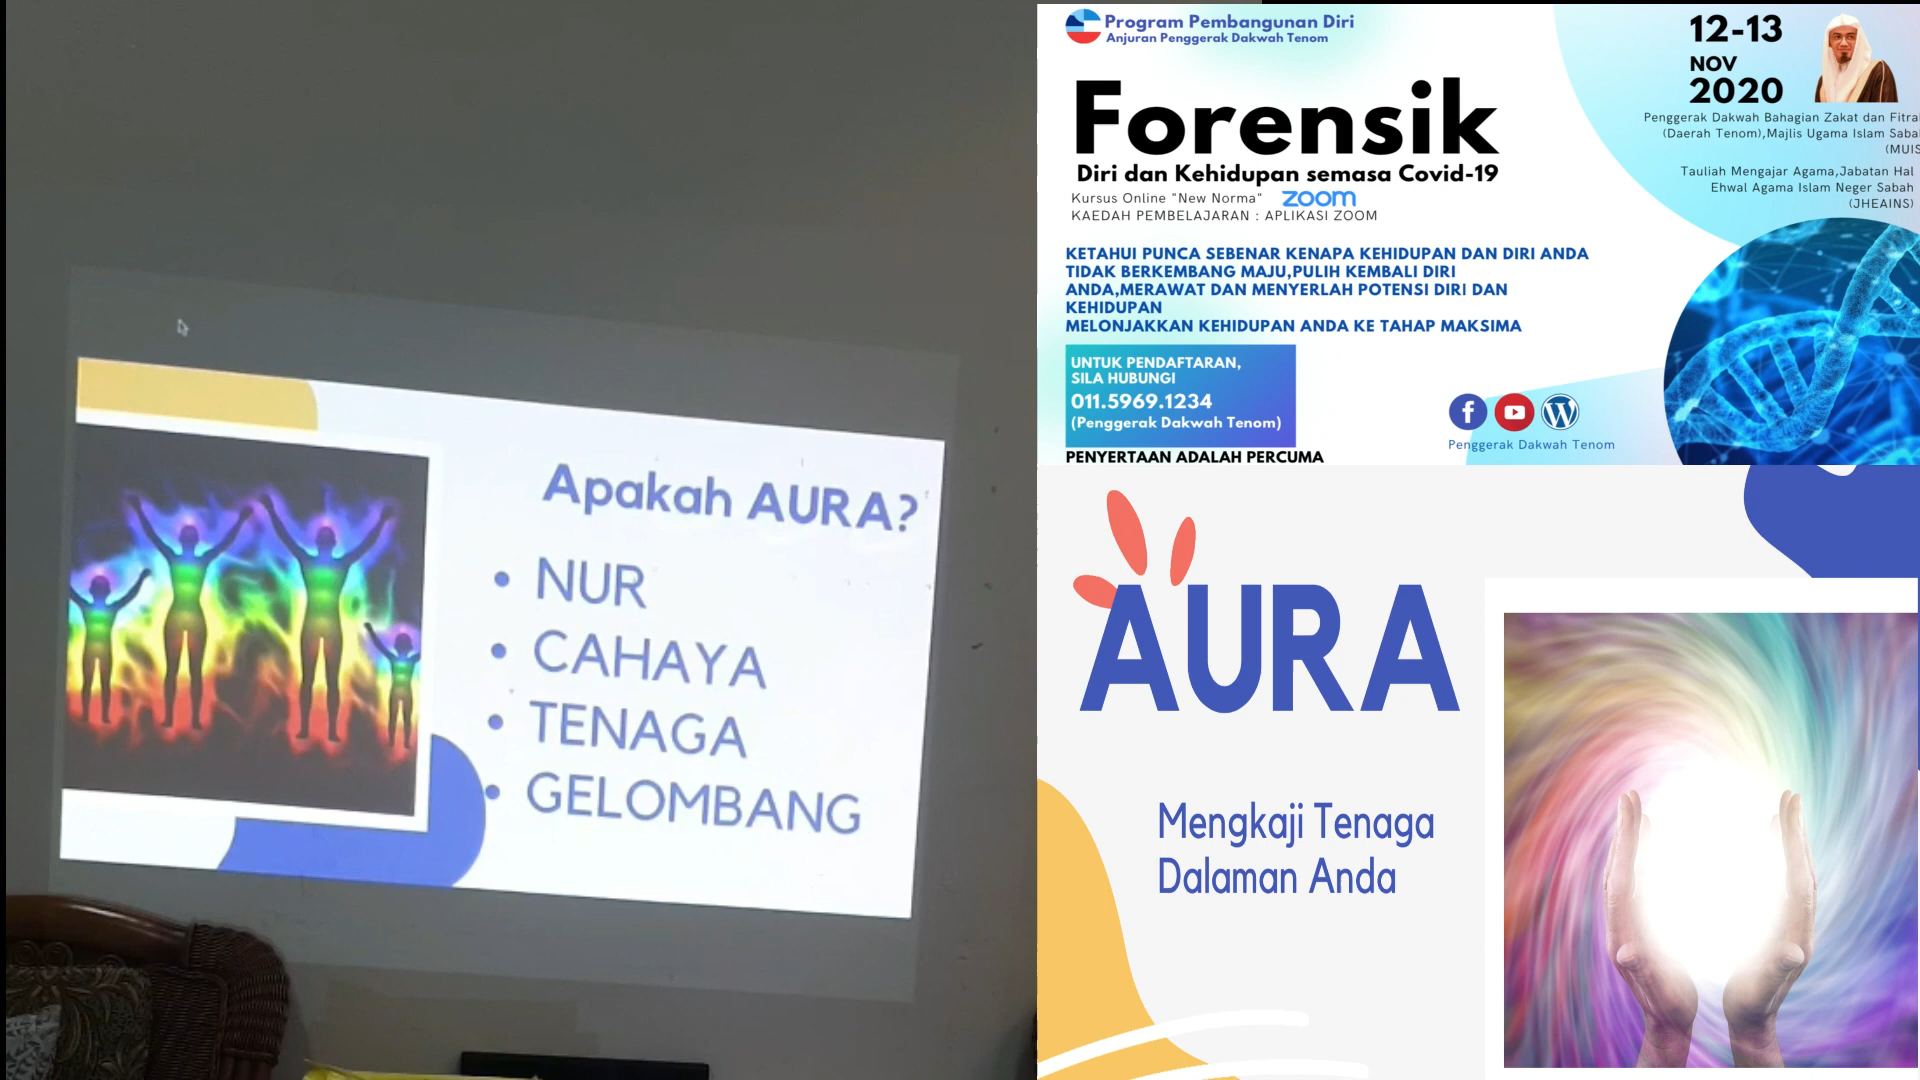 Apakah AURA?
NUR
CAHAYA
TENAGA
GELOMBANG
Program Pembangunan Diri
Anjuran Penggerak Dakwah Tenom
Forensik
Diri dan Kehidupan semasa Covid-19
Kursus Online "New Norma" zoom
KAEDAH PEMBELAJARAN : APLIKASI ZOOM
12-13
NOV
2020
Penggerak Dakwah Bahagian Zakat dan Fitra
(Daerah Tenom),Majlis Ugama Islam Saba
(MUIS
Tauliah Mengajar Agama,Jabatan Hal
Ehwal Agama Islam Neger Sabah
(JHEAINS)
KETAHUI PUNCA SEBENAR KENAPA KEHIDUPAN DAN DIRI ANDA
TIDAK BERKEMBANG MAJU,PULIH KEMBALI DIRI
ANDA,MERAWAT DAN MENYERLAH POTENSI DIRI DAN
KEHIDUPAN
MELONJAKKAN KEHIDUPAN ANDA KE TAHAP MAKSIMA
UNTUK PENDAFTARAN,
SILA HUBUNGI
011.5969.1234
(Penggerak Dakwah Tenom)
PENYERTAAN ADALAH PERCUMA
Penggerak Dakwah Tenom
AURA
Mengkaji Tenaga
Dalaman Anda